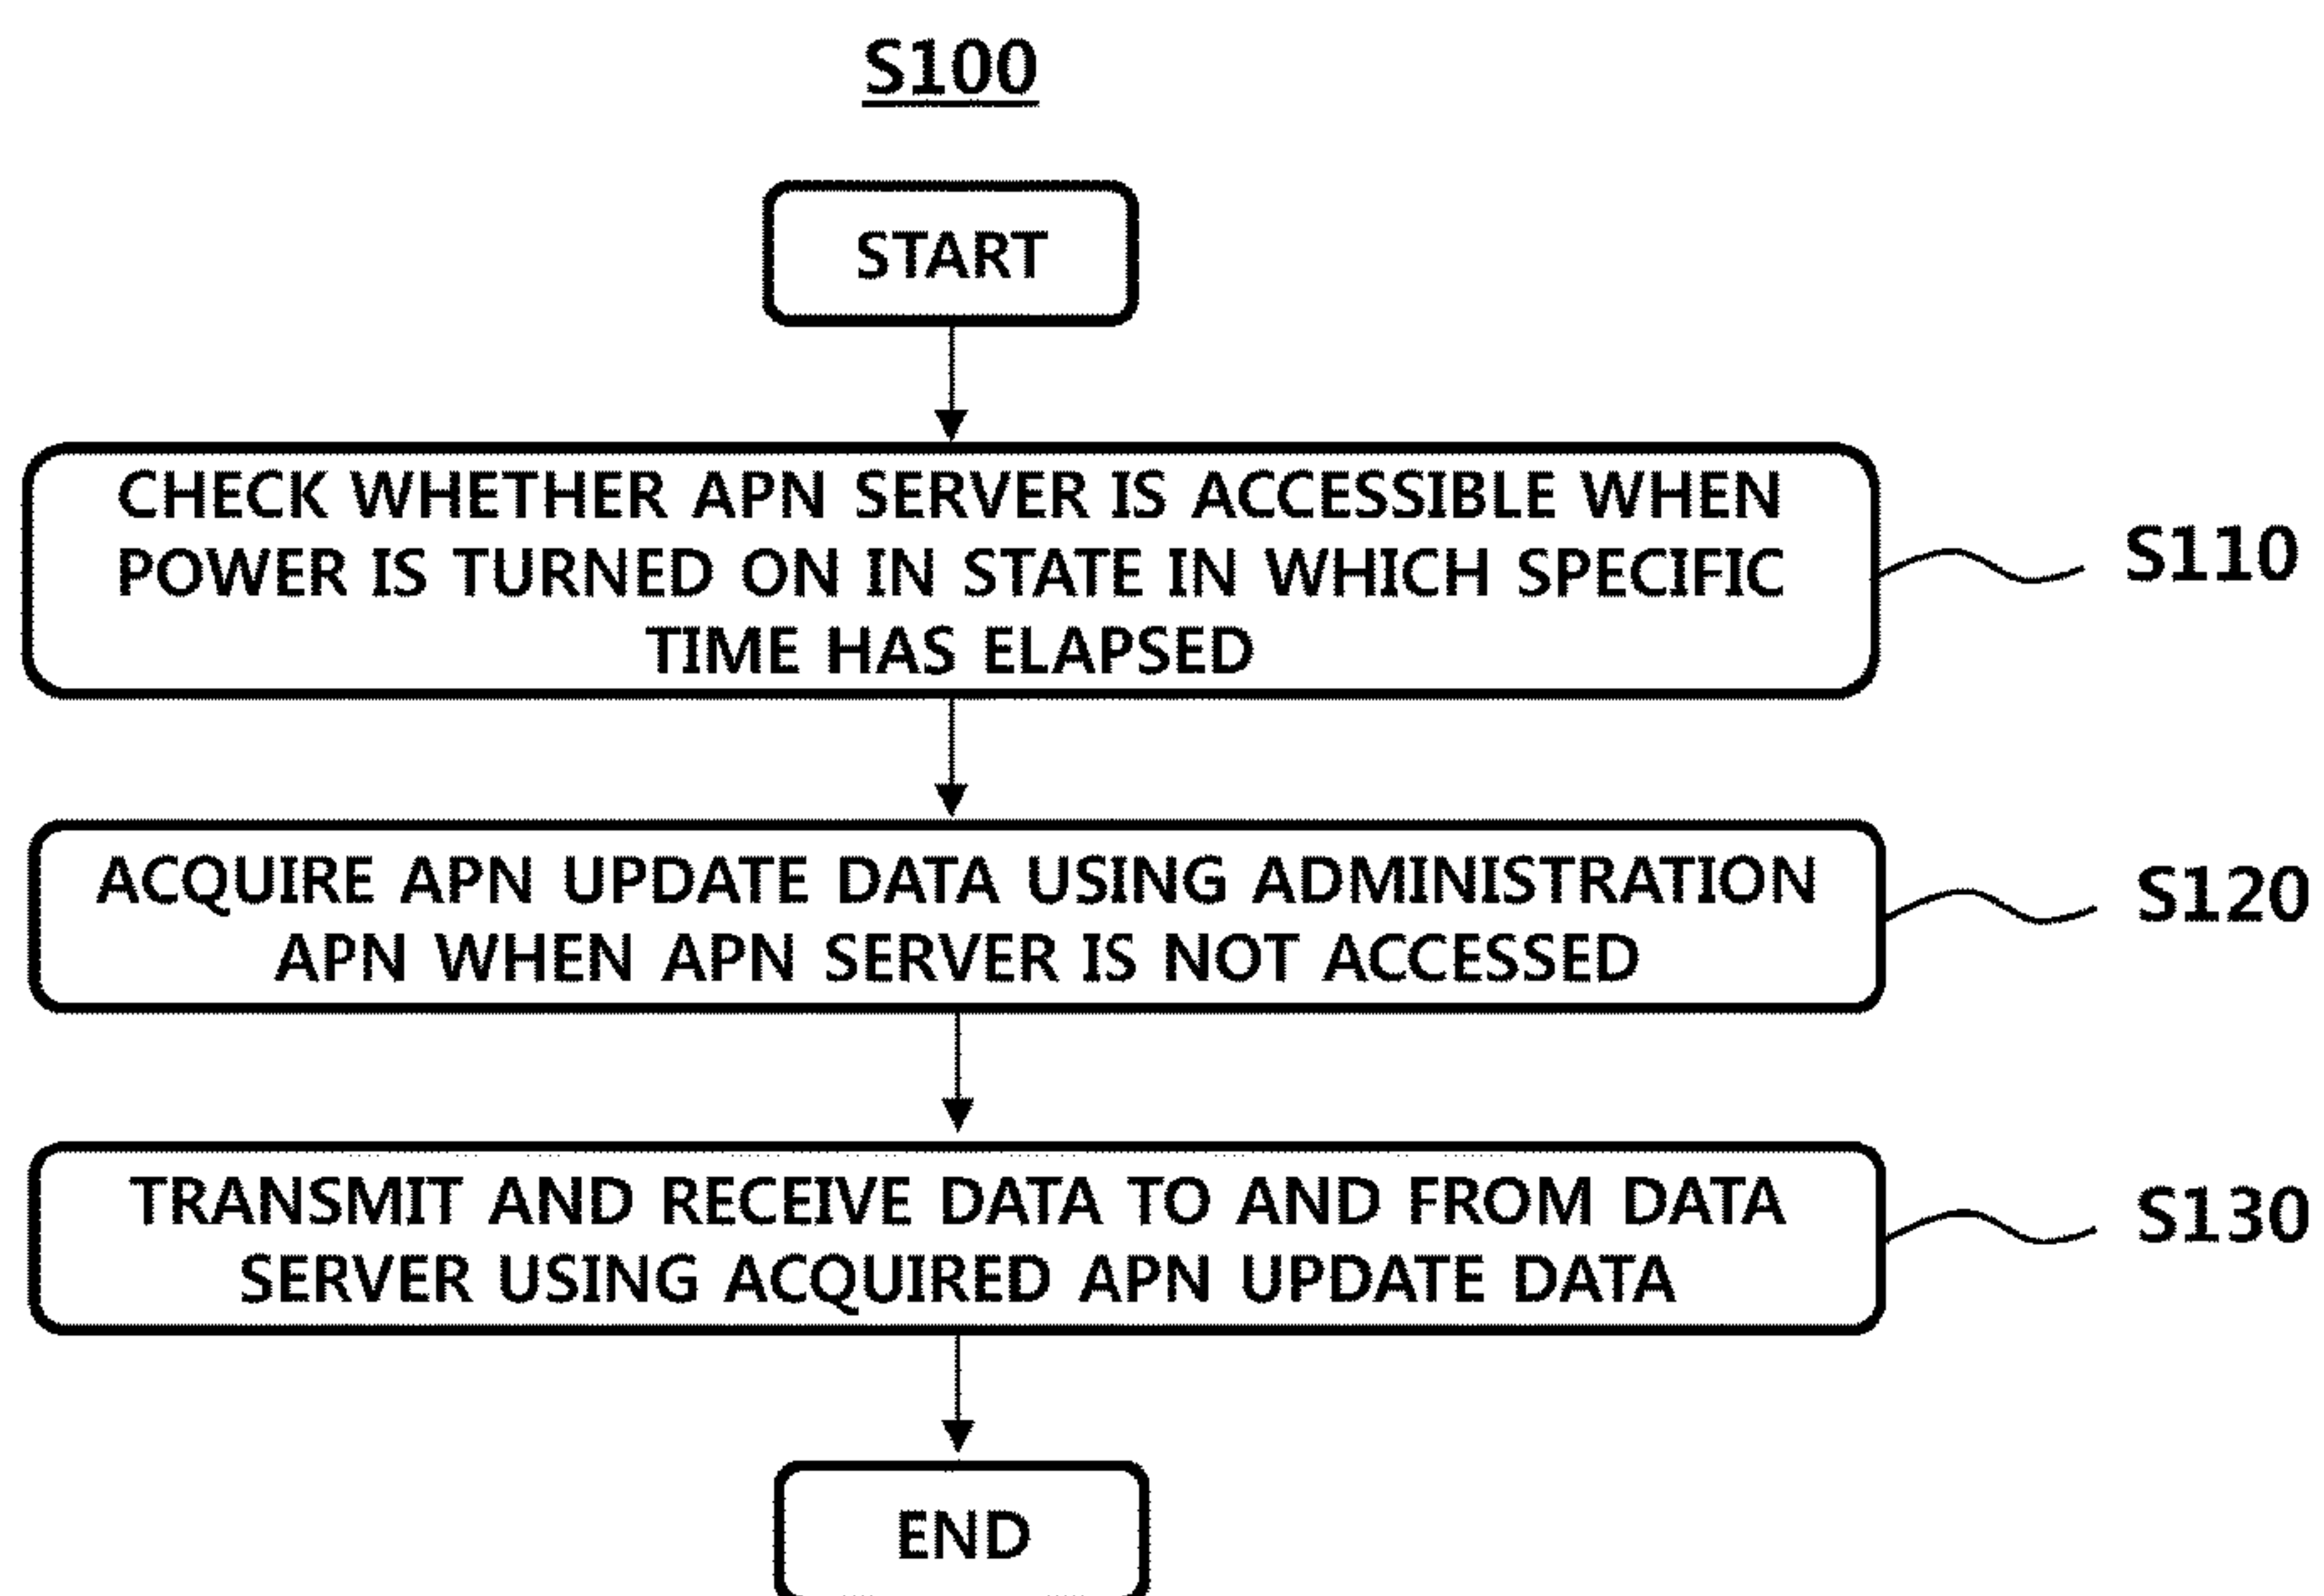 S100
START
CHECK WHETHER APN SERVER IS ACCESSIBLE WHEN
POWER IS TURNED ON IN STATE IN WHICH SPECIFIC
TIME HAS ELAPSED
S110
ACQUIRE APN UPDATE DATA USING ADMINISTRATION
APN WHEN APN SERVER IS NOT ACCESSED
S120
TRANSMIT AND RECEIVE DATA TO AND FROM DATA
SERVER USING ACQUIRED APN UPDATE DATA
S130
END